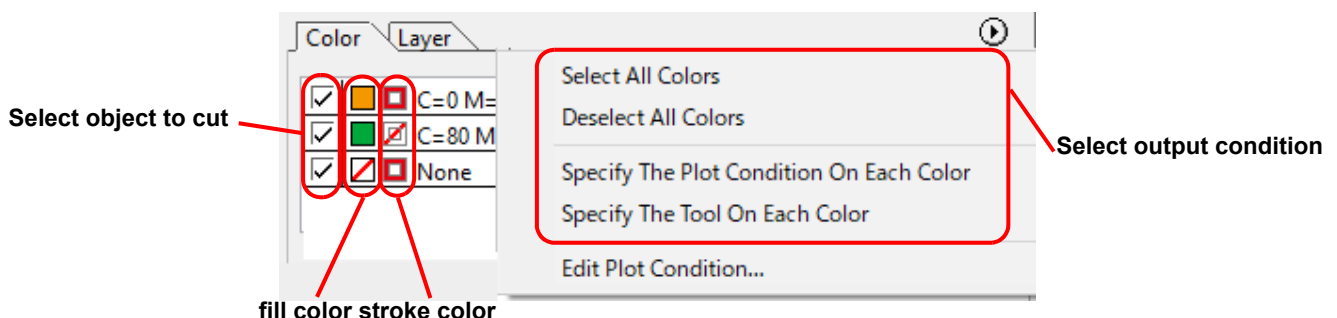 Color Layer
Select All Colors
C=0 M=
Select object to cut
Deselect All Colors
C=80 M
Select output condition
None
Specify The Plot Condition On Each Color
Specify The Tool On Each Color
Edit Plot Condition...
fill color stroke color